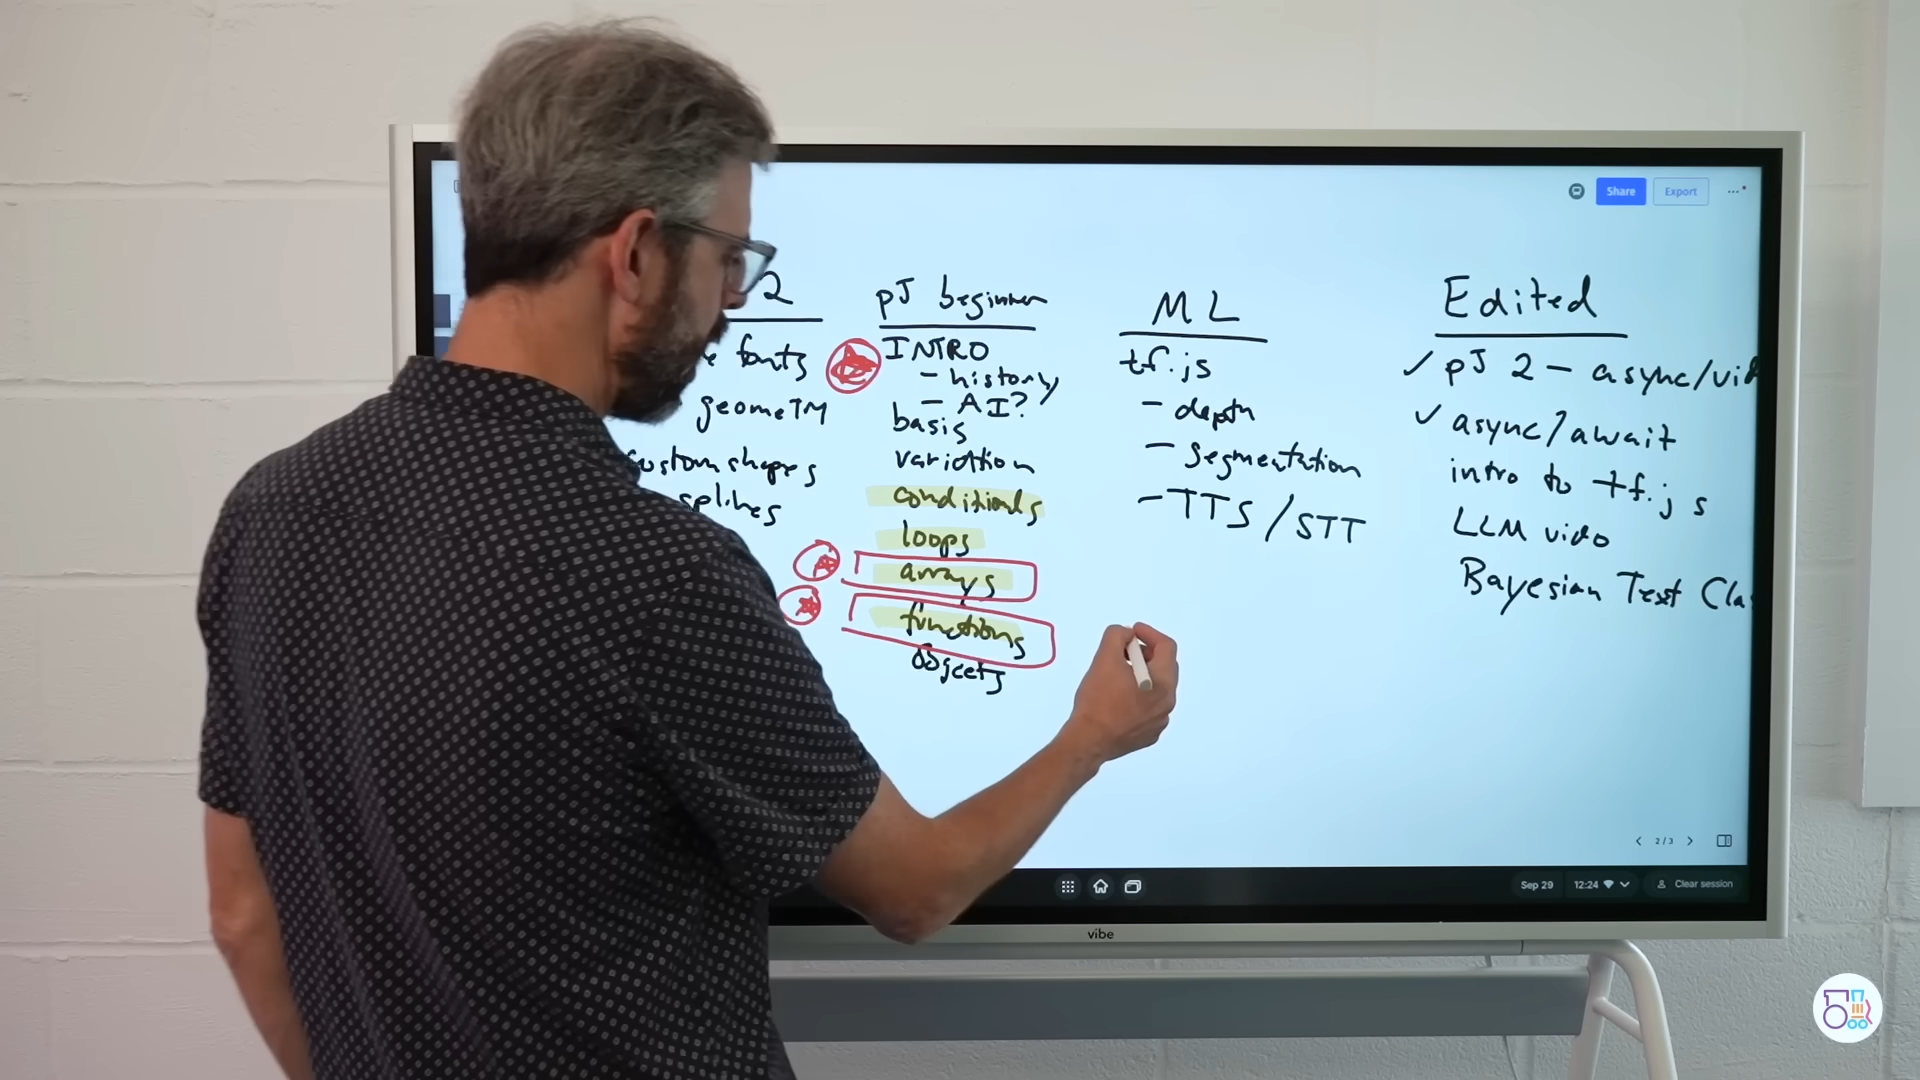 Share Export
2
fonts
geomeTM
custom shapes
splines
pJ beginner
INTRO
- history
- AI?
basis
variation
conditionals
loops
arrays
functions
objects
ML
tf.js
- depth
- segmentation
- TTS / STT
Edited
✓ pJ 2 - async/vid
✓ async/await
intro to tf.js
LLM video
Bayesian Text Cla
2/3
Sep 29 12:24 Clear session
vibe